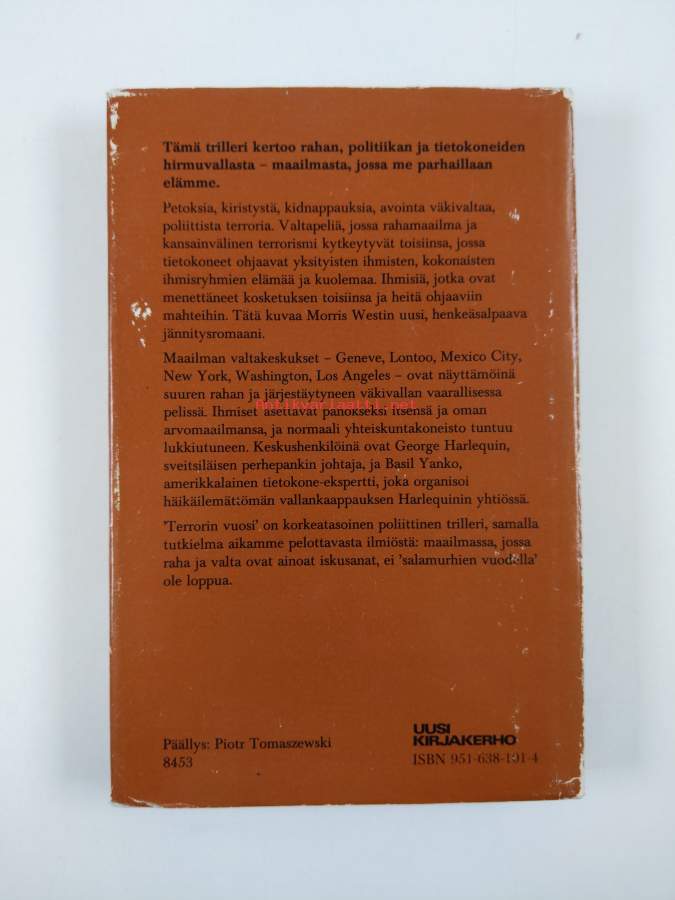 Tämä trilleri kertoo rahan, politiikan ja tietokoneiden
hirmuvallasta – maailmasta, jossa me parhaillaan
elämme.
Petoksia, kiristystä, kidnappauksia, avointa väkivaltaa,
poliittista terroria. Valtapeliä, jossa rahamaailma ja
kansainvälinen terrorismi kytkeytyvät toisiinsa, jossa
tietokoneet ohjaavat yksityisten ihmisten, kokonaisten
ihmisryhmien elämää ja kuolemaa. Ihmisiä, jotka ovat
menettäneet kosketuksen toisiinsa ja heitä ohjaaviin
mahteihin. Tätä kuvaa Morris Westin uusi, henkeäsalpaava
jännitysromaani.
Maailman valtakeskukset – Geneve, Lontoo, Mexico City,
New York, Washington, Los Angeles – ovat näyttämöinä
suuren rahan ja järjestäytyneen väkivallan vaarallisessa
antikvariaatti.net
pelissä. Ihmiset asettavat panokseksi itsensä ja oman
arvomaailmansa, ja normaali yhteiskuntakoneisto tuntuu
lukkiutuneen. Keskushenkilöinä ovat George Harlequin,
sveitsiläisen perhepankin johtaja, ja Basil Yanko,
amerikkalainen tietokone-ekspertti, joka organisoi
häikäilemättömän vallankaappauksen Harlequinin yhtiössä.
'Terrorin vuosi' on korkeatasoinen poliittinen trilleri, samalla
tutkielma aikamme pelottavasta ilmiöstä: maailmassa, jossa
raha ja valta ovat ainoat iskusanat, ei 'salamurhien vuodella'
ole loppua.
Päällys: Piotr Tomaszewski
8453
UUSI
KIRJAKERHO
ISBN 951-638-101-4